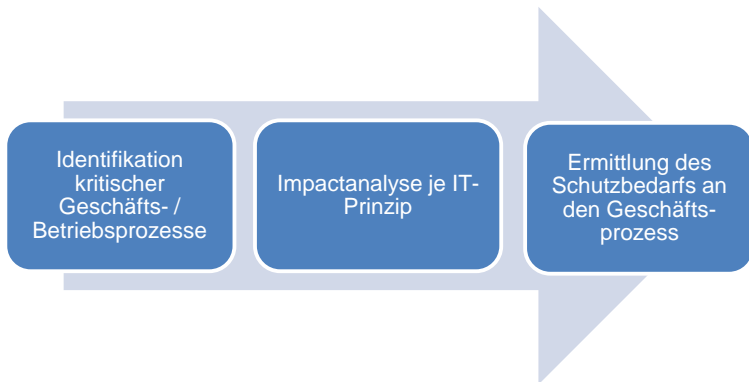 Identifikation
kritischer
Geschäfts- /
Betriebsprozesse
Impactanalyse je IT-
Prinzip
Ermittlung des
Schutzbedarfs an
den Geschäfts-
prozess